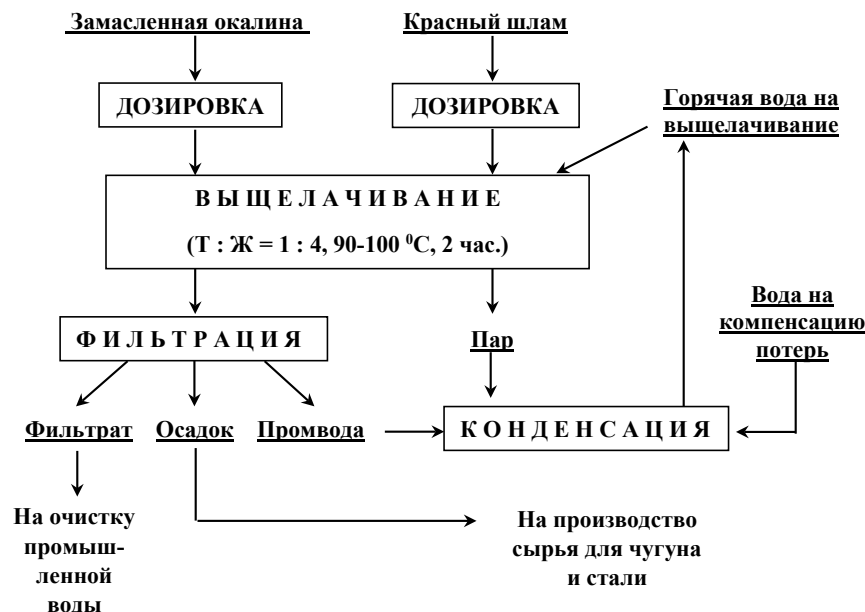 Замасленная окалина
Красный шлам
ДОЗИРОВКА
ДОЗИРОВКА
Горячая вода на
выщелачивание
В Ы Щ Е Л А Ч И В А Н И Е
(Т : Ж = 1 : 4, 90-100 ⁰С, 2 час.)
Ф И Л Ь Т Р А Ц И Я
Пар
Вода на
компенсацию
потерь
Фильтрат
Осадок
Промвода
К О Н Д Е Н С А Ц И Я
На очистку
промыш-
ленной
воды
На производство
сырья для чугуна
и стали